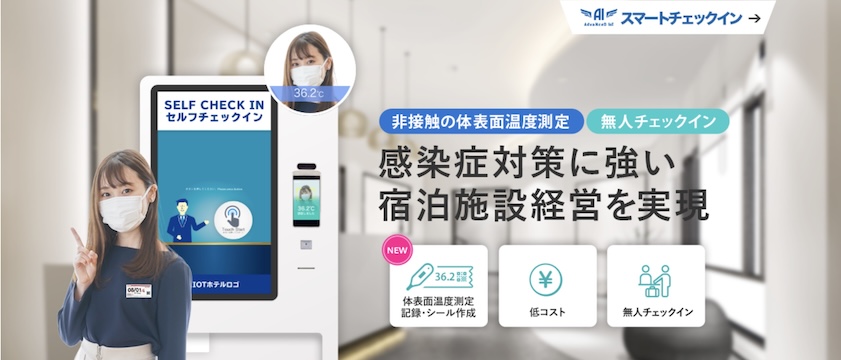 AI
スマートチェックイン
36.2℃
SELF CHECK IN
セルフチェックイン
Touch Start
IOTホテルロゴ
36.2℃
非接触の体表面温度測定
無人チェックイン
感染症対策に強い
宿泊施設経営を実現
NEW
36.2
体表面温度測定
記録・シール作成
低コスト
無人チェックイン